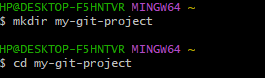 HP@DESKTOP-F5HNTVR MINGW64 ~
$ mkdir my-git-project
HP@DESKTOP-F5HNTVR MINGW64 ~
$ cd my-git-project